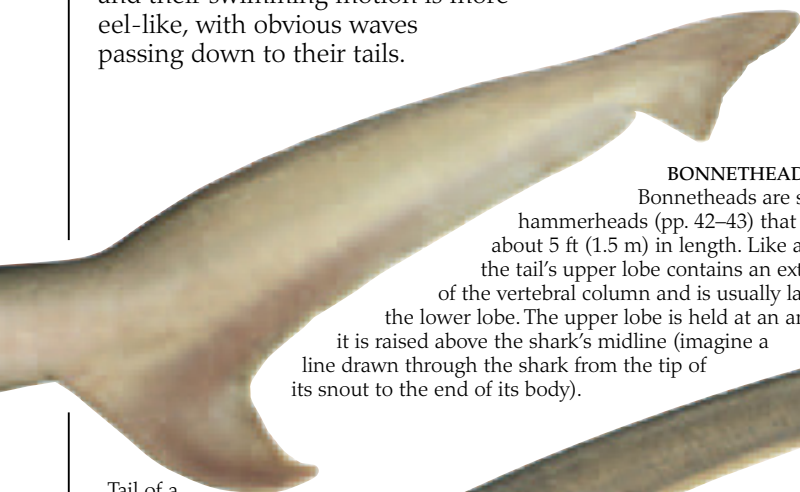 and their swimming motion is more
eel-like, with obvious waves
passing down to their tails.
BONNETHEAD
Bonnetheads are
hammerheads (pp. 42–43) that
about 5 ft (1.5 m) in length. Like
the tail's upper lobe contains an
of the vertebral column and is usually
the lower lobe. The upper lobe is held at an
it is raised above the shark's midline (imagine a
line drawn through the shark from the tip of
its snout to the end of its body).
Tail of a